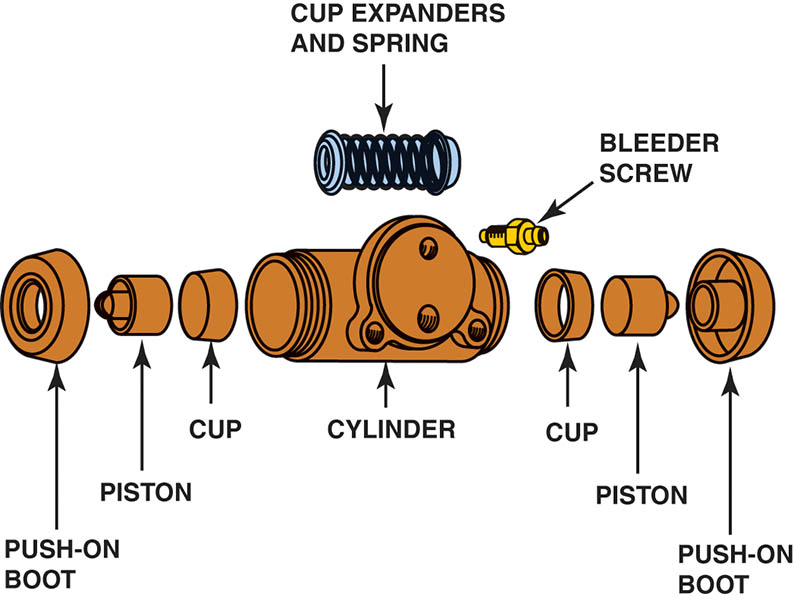 CUP EXPANDERS
AND SPRING
BLEEDER
SCREW
CUP
CYLINDER
CUP
PISTON
PISTON
PUSH-ON
BOOT
PUSH-ON
BOOT